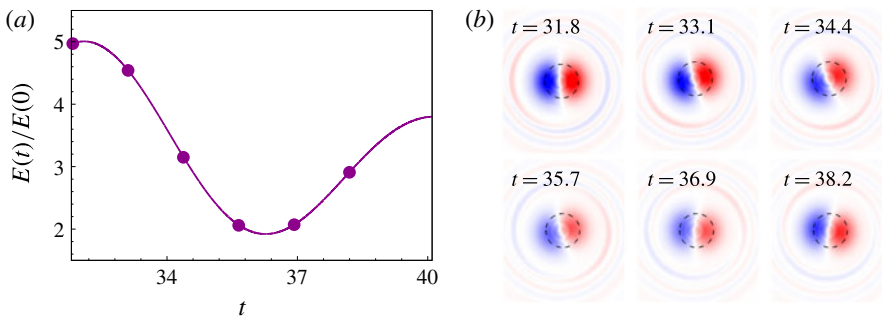 (a)
5
4
3
2
E(t)/E(0)
34
37
40
t
(b)
t = 31.8
t = 33.1
t = 34.4
t = 35.7
t = 36.9
t = 38.2